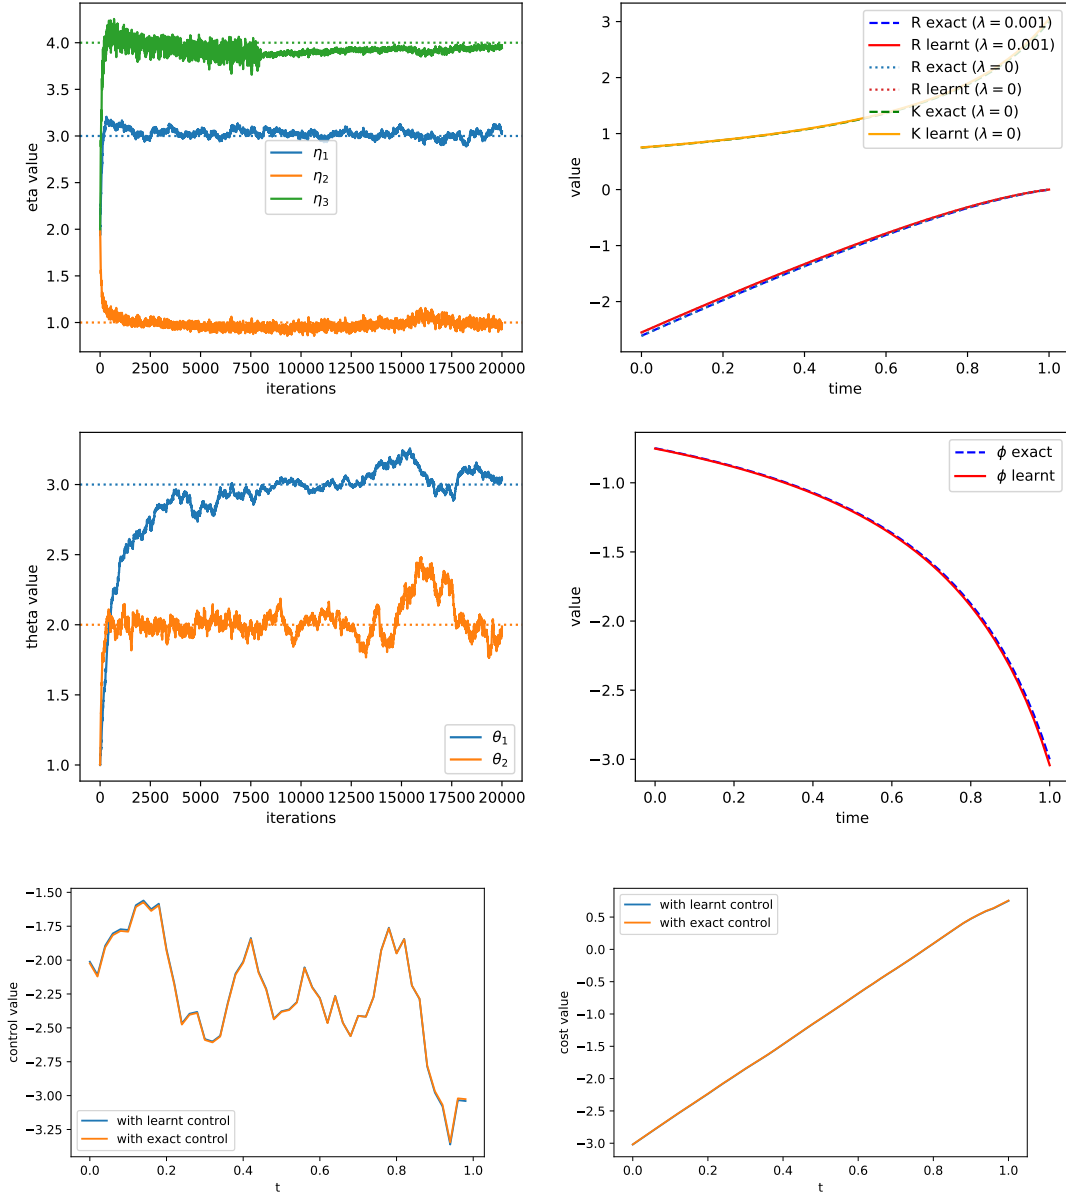 4.0
3.5
3.0
2.5
2.0
1.5
1.0
eta value
η1
η2
η3
0 2500 5000 7500 10000 12500 15000 17500 20000
iterations
3
2
1
0
−1
−2
value
R exact (λ = 0.001)
R learnt (λ = 0.001)
R exact (λ = 0)
R learnt (λ = 0)
K exact (λ = 0)
K learnt (λ = 0)
0.0 0.2 0.4 0.6 0.8 1.0
time
3.0
2.5
2.0
1.5
1.0
theta value
θ1
θ2
0 2500 5000 7500 10000 12500 15000 17500 20000
iterations
−1.0
−1.5
−2.0
−2.5
−3.0
value
ϕ exact
ϕ learnt
0.0 0.2 0.4 0.6 0.8 1.0
time
−1.50
−1.75
−2.00
−2.25
−2.50
−2.75
−3.00
−3.25
control value
with learnt control
with exact control
0.0 0.2 0.4 0.6 0.8 1.0
t
0.5
0.0
−0.5
−1.0
−1.5
−2.0
−2.5
−3.0
cost value
with learnt control
with exact control
0.0 0.2 0.4 0.6 0.8 1.0
t